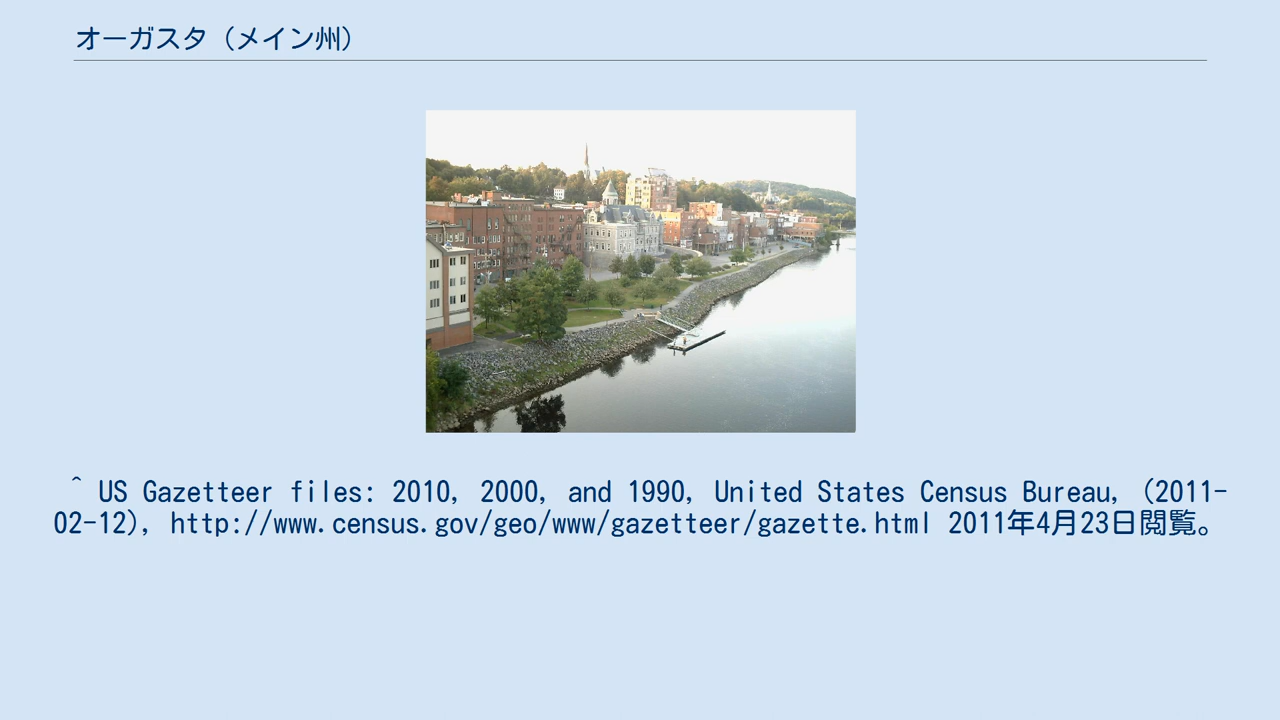 オーガスタ（メイン州）
^ US Gazetteer files: 2010, 2000, and 1990, United States Census Bureau, (2011-
02-12), http://www.census.gov/geo/www/gazetteer/gazette.html 2011年4月23日閲覧。